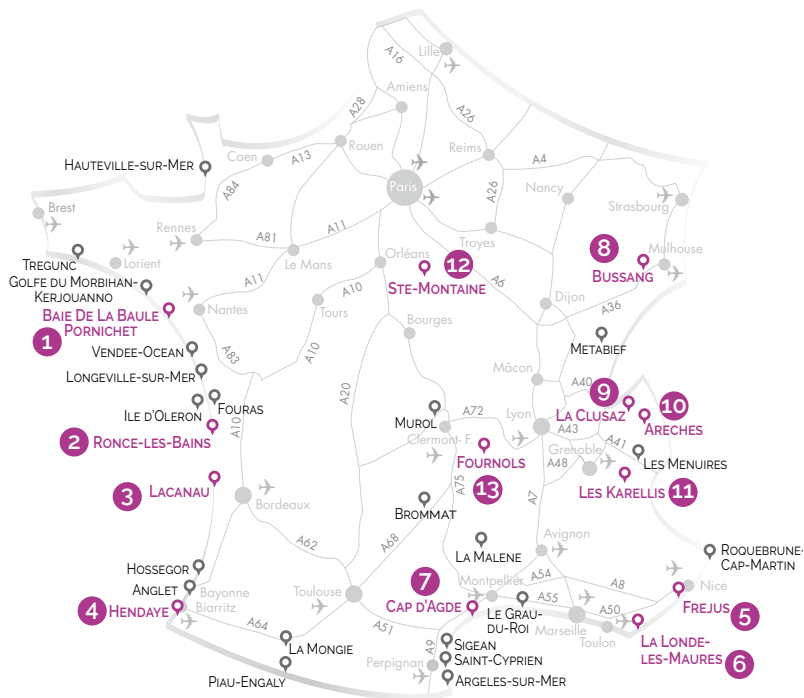 Lille
A16
Amiens
A28
A26
Rouen
Reims
Caen
A13
A4
HAUTEVILLE-SUR-MER
Paris
A26
Nancy
Strasbourg
A84
Brest
Rennes
A11
A81
Troyes
8
Mulhouse
TREGUNC
Lorient
Le Mans
Orléans
12
STE-MONTAINE
BUSSANG
GOLFE DU MORBIHAN-
KERJOUANNO
A11
A10
A6
BAIE DE LA BAULE
PORNICHET
1
Nantes
Tours
Dijon
A36
Bourges
VENDEE-OCEAN
A83
A10
METABIEF
LONGEVILLE-SUR-MER
Mâcon
A20
A40
9
LA CLUSAZ
10
ARECHES
ILE D'OLERON
FOURAS
MUROL
A72
Lyon
A10
A43
2
RONCE-LES-BAINS
Clermont- F.
FOURNOLS
13
Grenoble
A41
LES MENUIRES
A48
3
LACANAU
A75
LES KARELLIS
11
Bordeaux
BROMMAT
A7
A62
A68
LA MALENE
Avignon
ROQUEBRUNE-
CAP-MARTIN
HOSSEGOR
ANGLET
Bayonne
Biarritz
4
HENDAYE
Toulouse
7
CAP D'AGDE
Montpellier
A54
A8
Nice
A55
LE GRAU-
DU-ROI
A50
FREJUS
5
Marseille
Toulon
A64
A51
LA MONGIE
A9
SIGEAN
LA LONDE-
LES-MAURES
6
PIAU-ENGALY
Perpignan
SAINT-CYPRIEN
ARGELES-SUR-MER